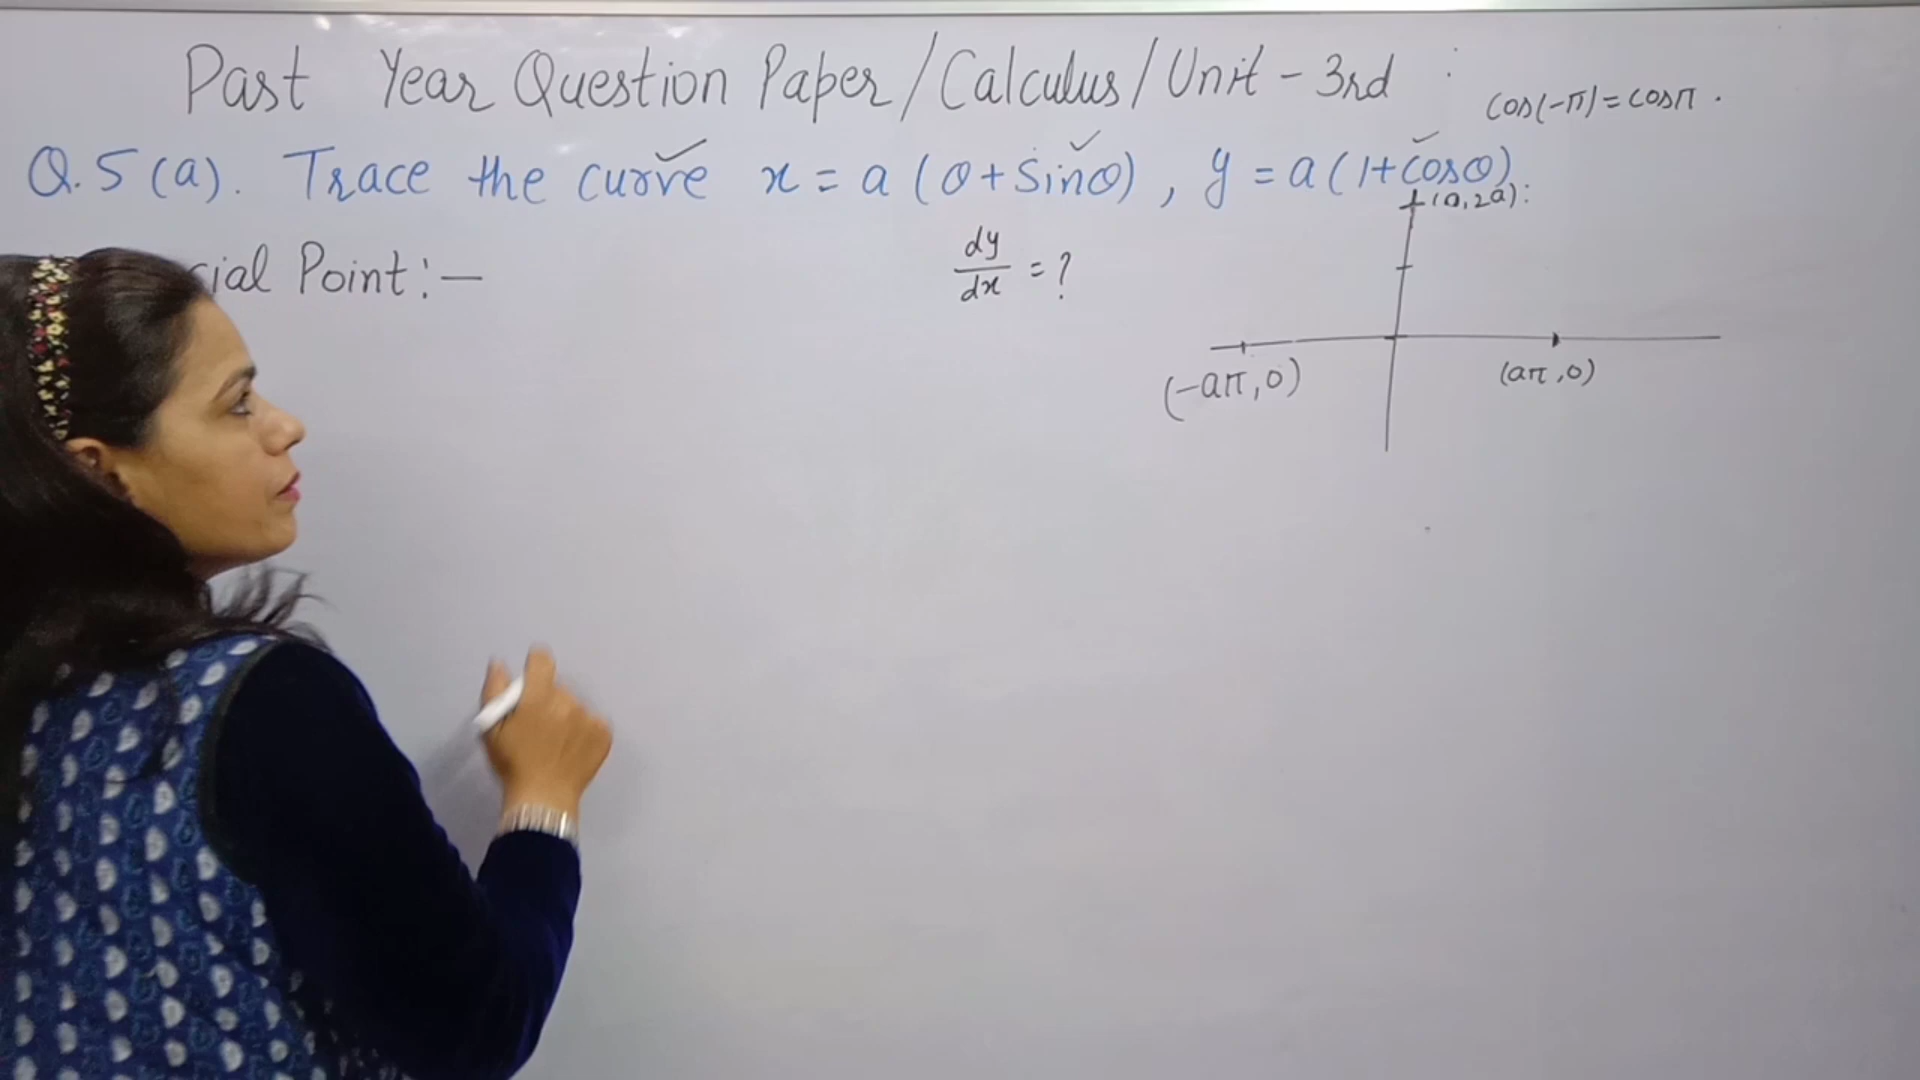 Past Year Question Paper/Calculus/Unit-3rd :
cos(-π)=cosπ.
Q.5(a). Trace the curve x = a(θ+sinθ), y = a(1+cosθ)
(0,2a):
Point:-
dy/dx = ?
(-aπ,0) (aπ,0)